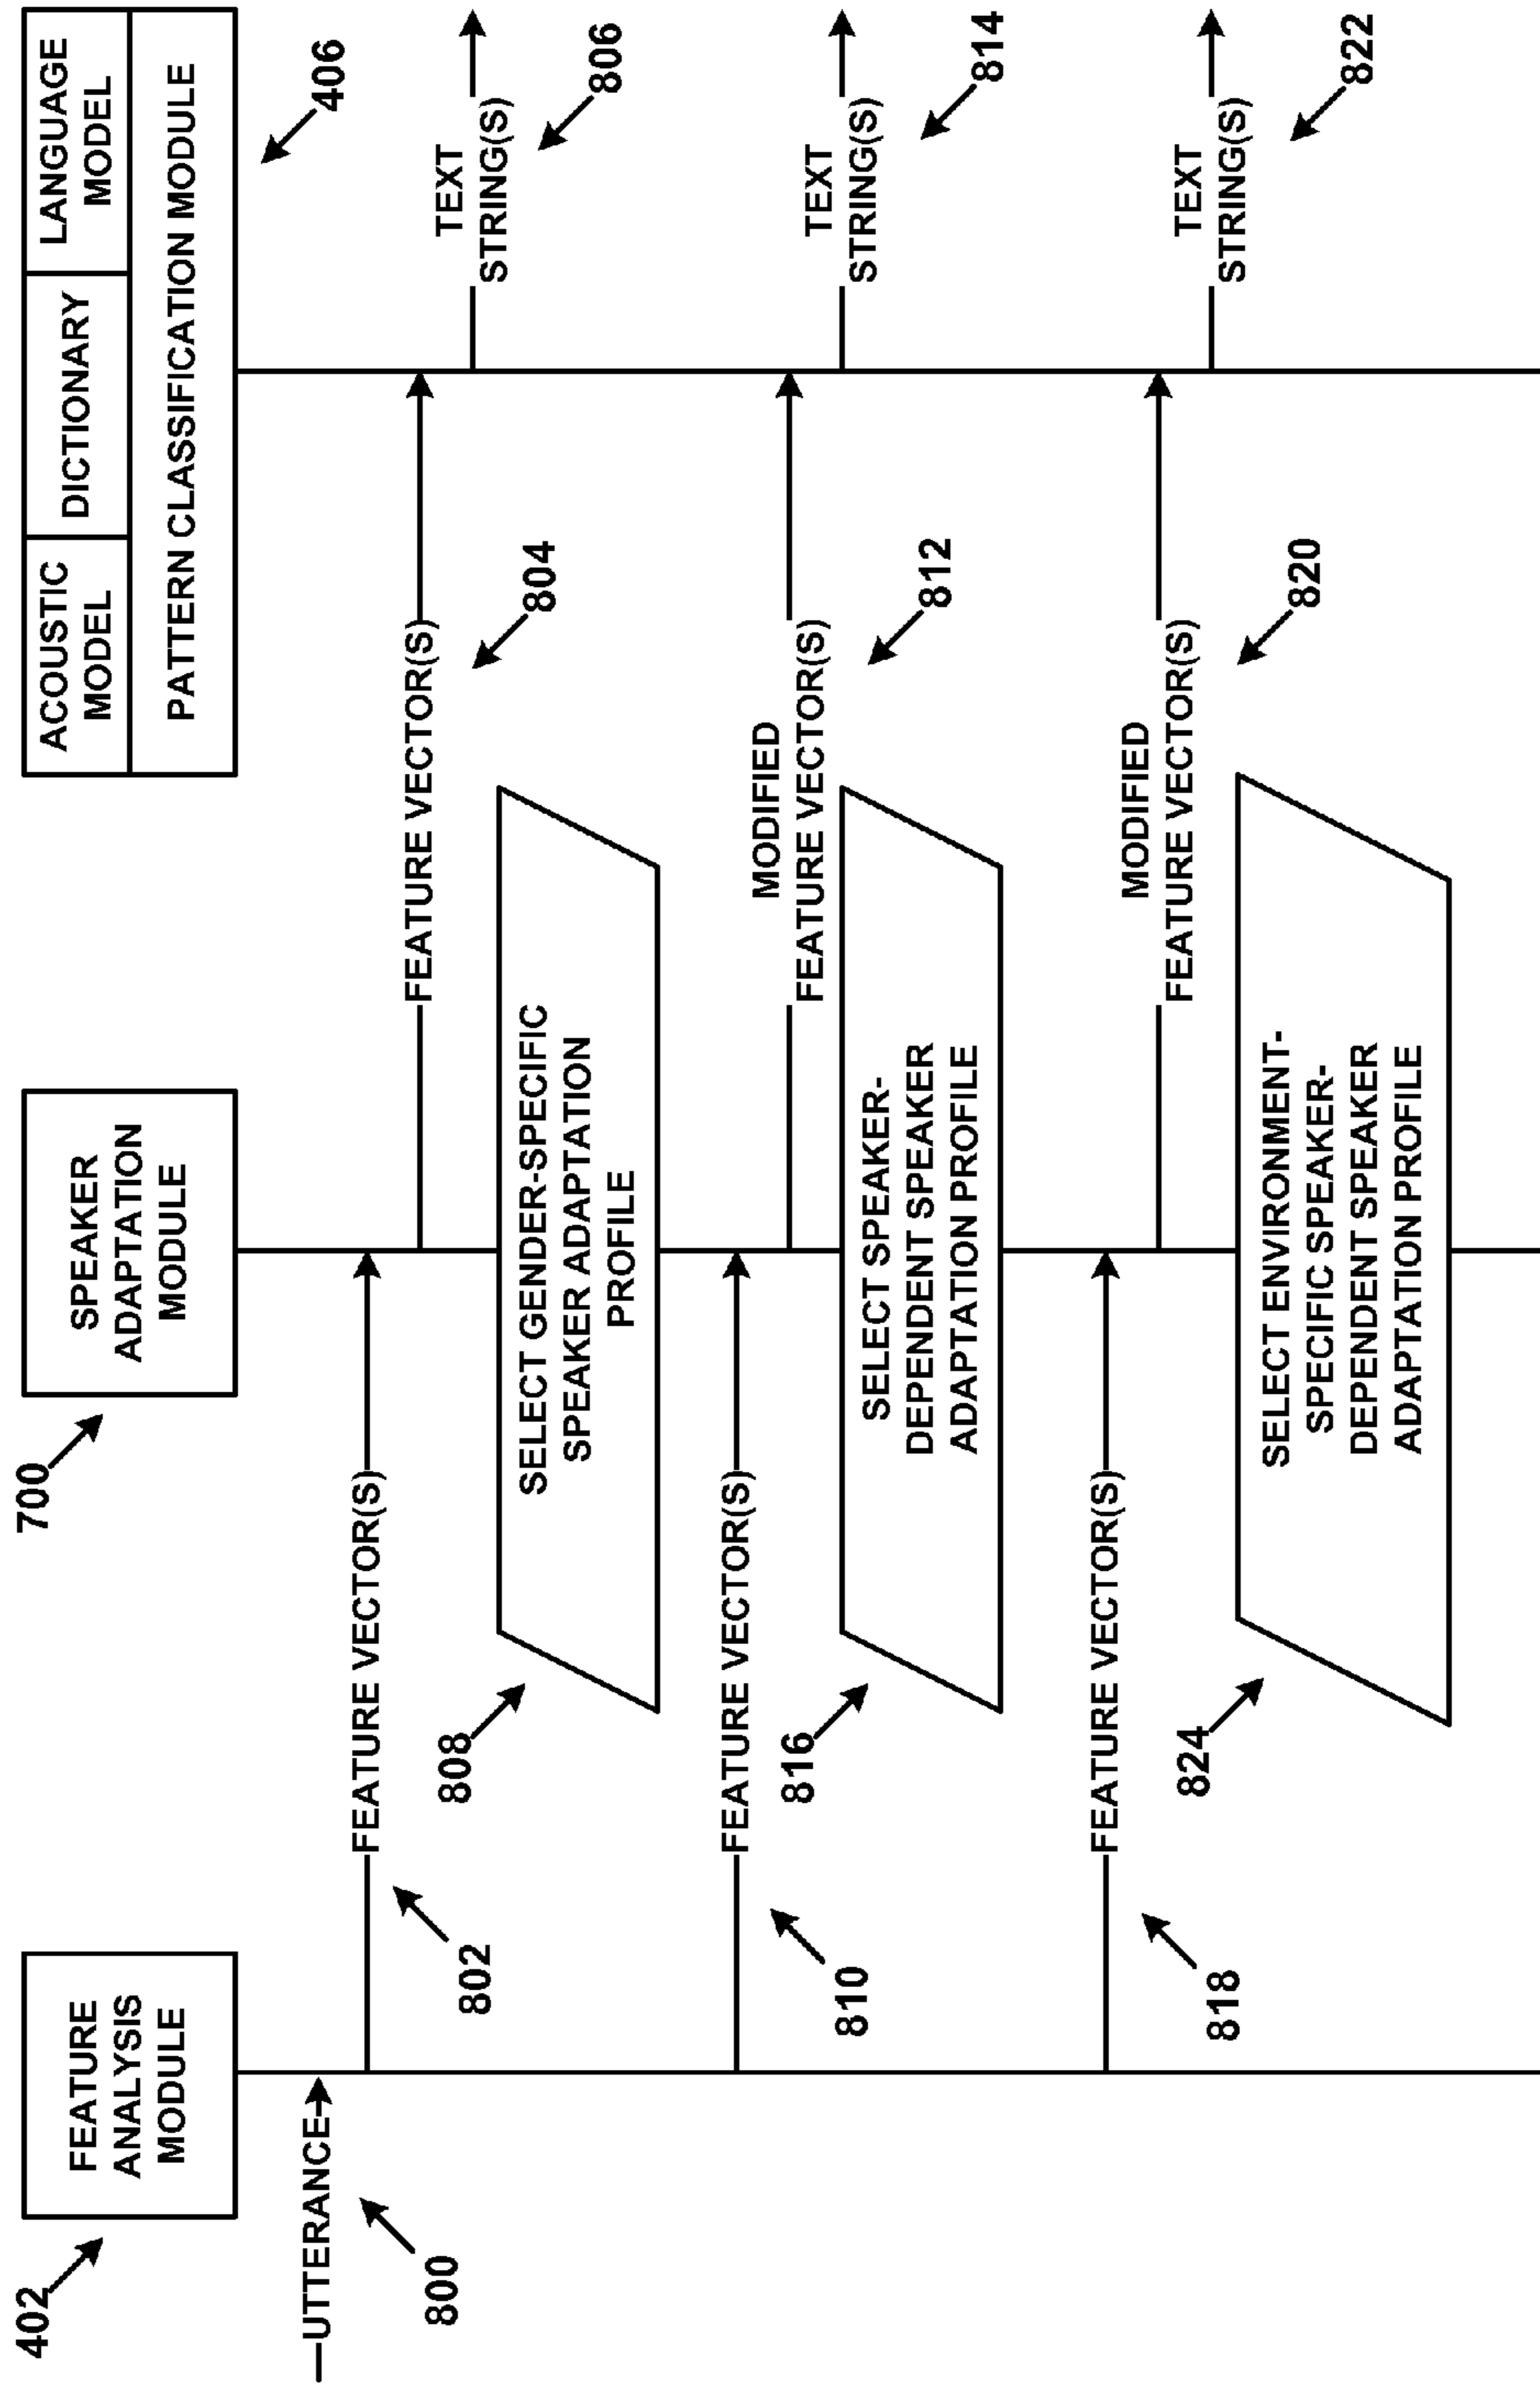 402
FEATURE
ANALYSIS
MODULE
700
SPEAKER
ADAPTATION
MODULE
ACOUSTIC
MODEL
DICTIONARY
LANGUAGE
MODEL
PATTERN CLASSIFICATION MODULE
406
UTTERANCE
800
FEATURE VECTOR(S)
802
FEATURE VECTOR(S)
804
TEXT
STRING(S)
806
808
SELECT GENDER-SPECIFIC
SPEAKER ADAPTATION
PROFILE
FEATURE VECTOR(S)
810
MODIFIED
FEATURE VECTOR(S)
812
TEXT
STRING(S)
814
816
SELECT SPEAKER-
DEPENDENT SPEAKER
ADAPTATION PROFILE
FEATURE VECTOR(S)
818
MODIFIED
FEATURE VECTOR(S)
820
TEXT
STRING(S)
822
824
SELECT ENVIRONMENT-
SPECIFIC SPEAKER-
DEPENDENT SPEAKER
ADAPTATION PROFILE